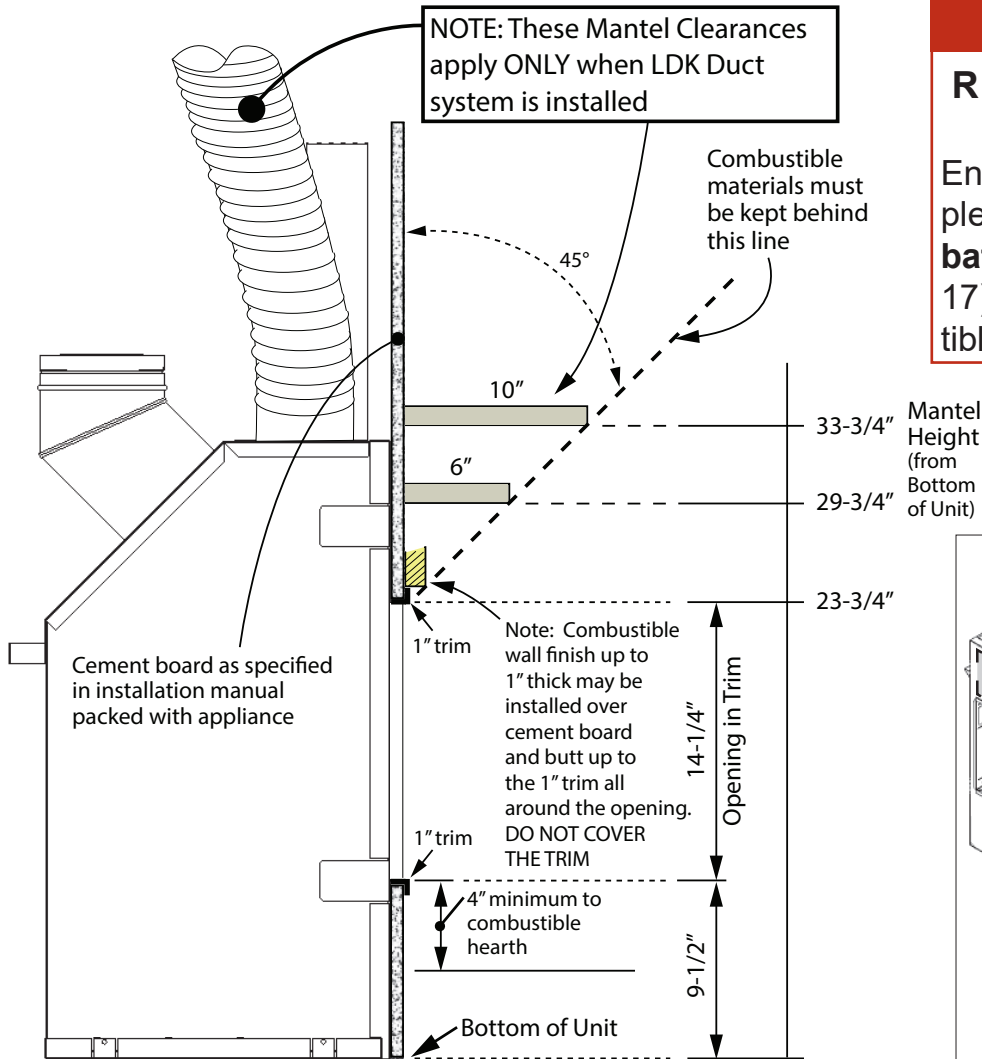 NOTE: These Mantel Clearances
apply ONLY when LDK Duct
system is installed
Combustible
materials must
be kept behind
this line
45°
10”
6”
33-3/4”
29-3/4”
23-3/4”
Mantel
Height
(from
Bottom
of Unit)
1” trim
Note: Combustible
wall finish up to
1” thick may be
installed over
cement board
and butt up to
the 1” trim all
around the opening.
DO NOT COVER
THE TRIM
Cement board as specified
in installation manual
packed with appliance
14-1/4”
Opening in Trim
1” trim
4” minimum to
combustible
hearth
9-1/2”
Bottom of Unit
R
En
ple
17)